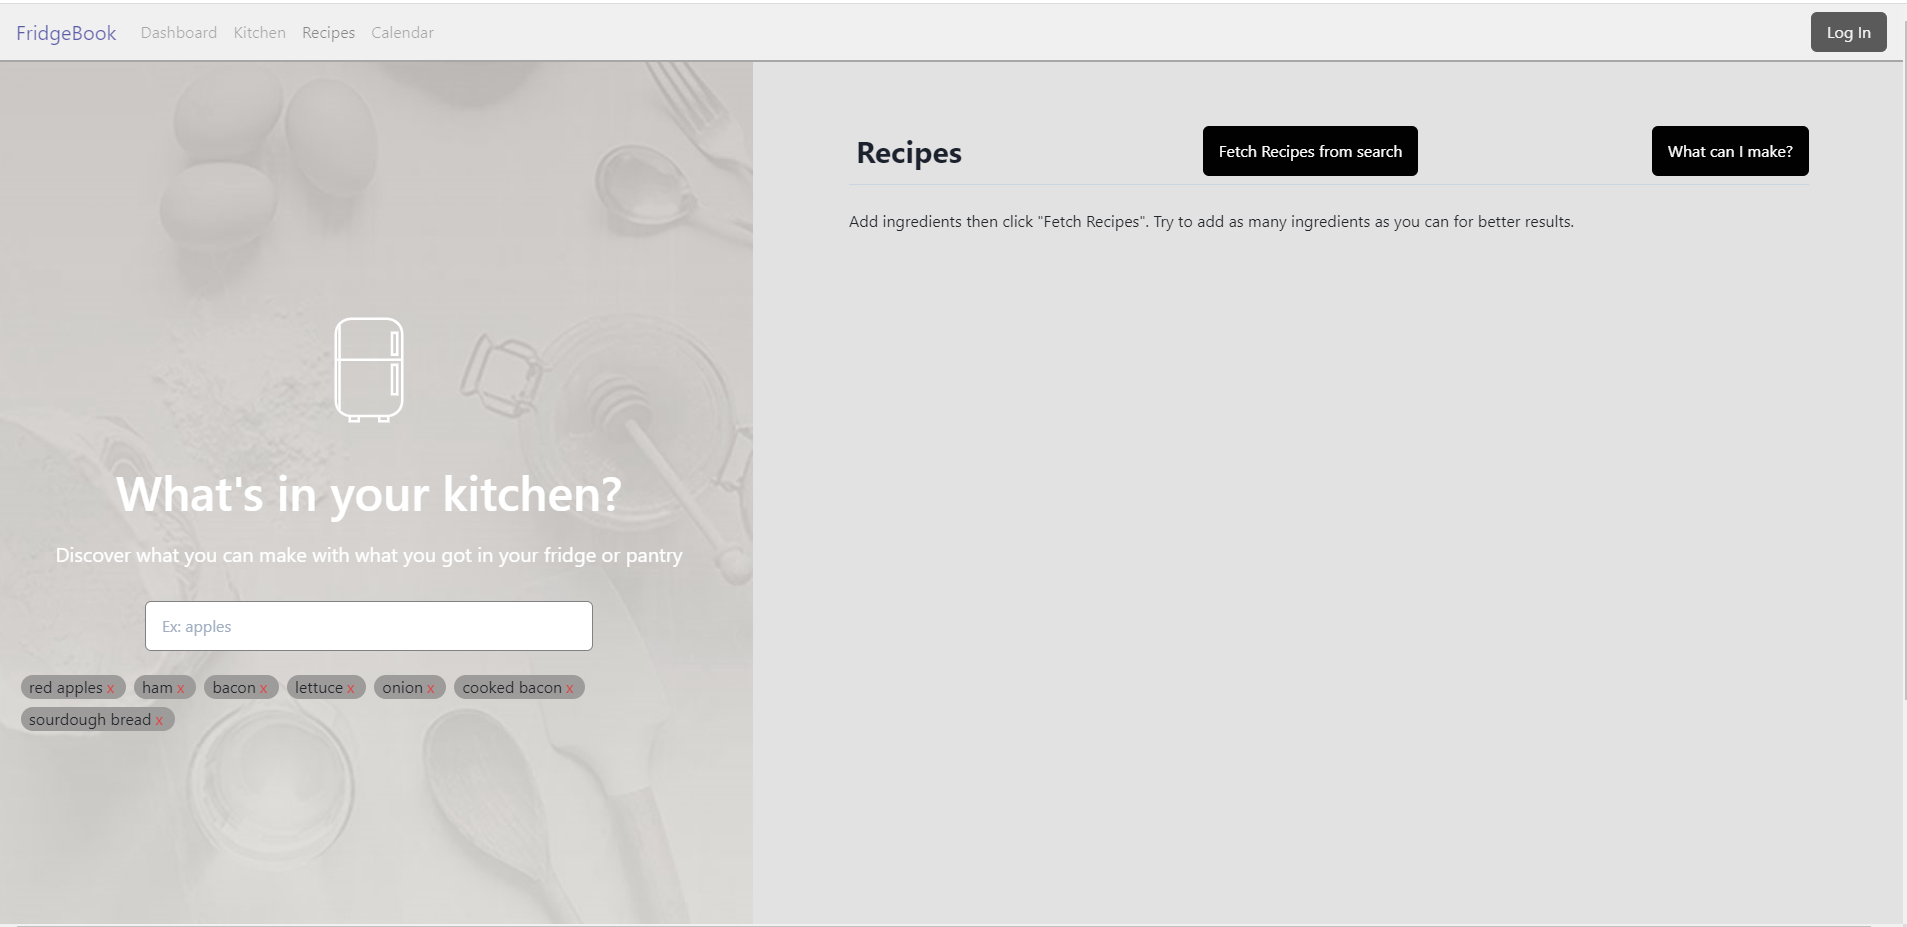 FridgeBook Dashboard Kitchen Recipes Calendar Log In
What's in your kitchen?
Discover what you can make with what you got in your fridge or pantry
Ex: apples
red apples x ham x bacon x lettuce x onion x cooked bacon x
sourdough bread x
Recipes Fetch Recipes from search What can I make?
Add ingredients then click "Fetch Recipes". Try to add as many ingredients as you can for better results.